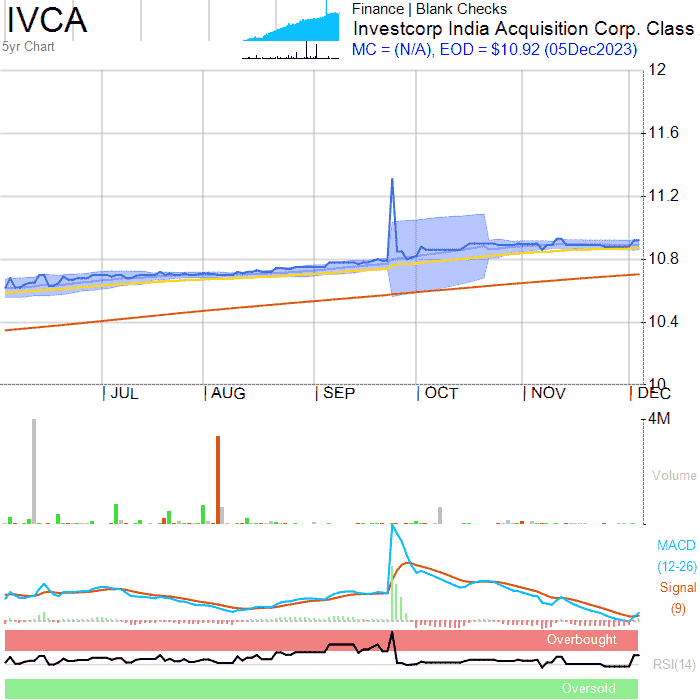 IVCA
5yr Chart
Finance | Blank Checks
Investcorp India Acquisition Corp. Class
MC = (N/A), EOD = $10.92 (05Dec2023)
12
11.6
11.2
10.8
10.4
10
JUL AUG SEP OCT NOV DEC
4M
Volume
MACD
(12-26)
Signal
(9)
Overbought
RSI(14)
Oversold